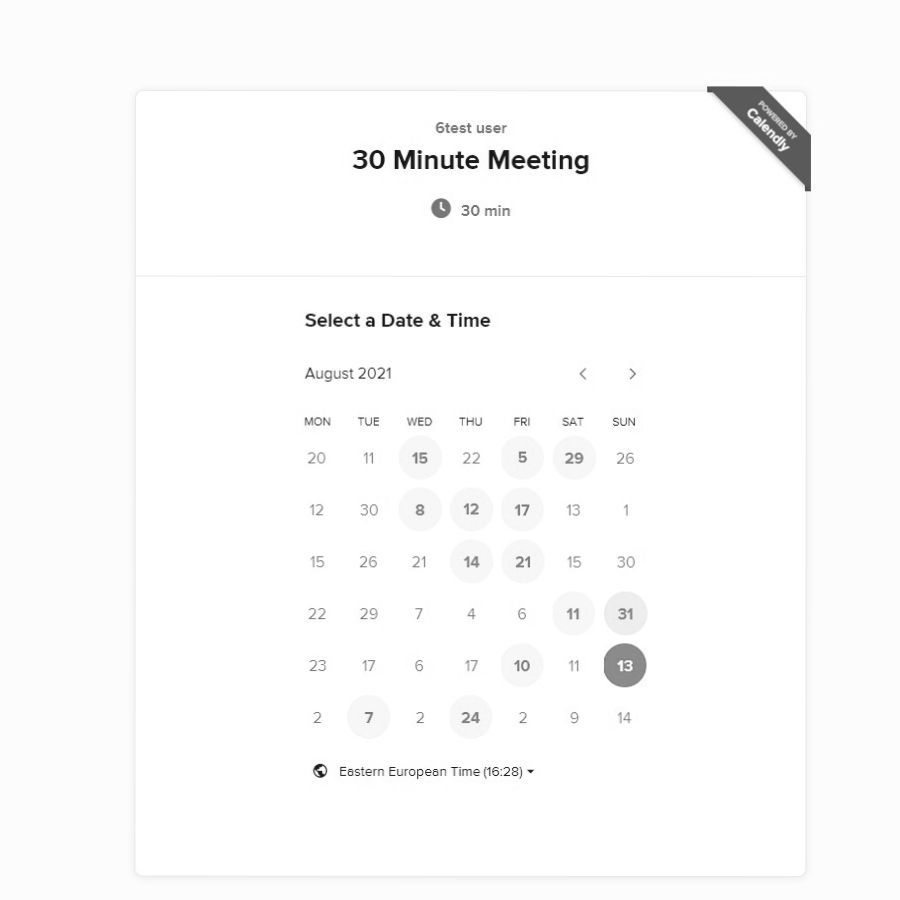 POWERED BY
Calendly
6test user
30 Minute Meeting
30 min
Select a Date & Time
August 2021
MON TUE WED THU FRI SAT SUN
20 11 15 22 5 29 26
12 30 8 12 17 13 1
15 26 21 14 21 15 30
22 29 7 4 6 11 31
23 17 6 17 10 11 13
2 7 2 24 2 9 14
Eastern European Time (16:28)